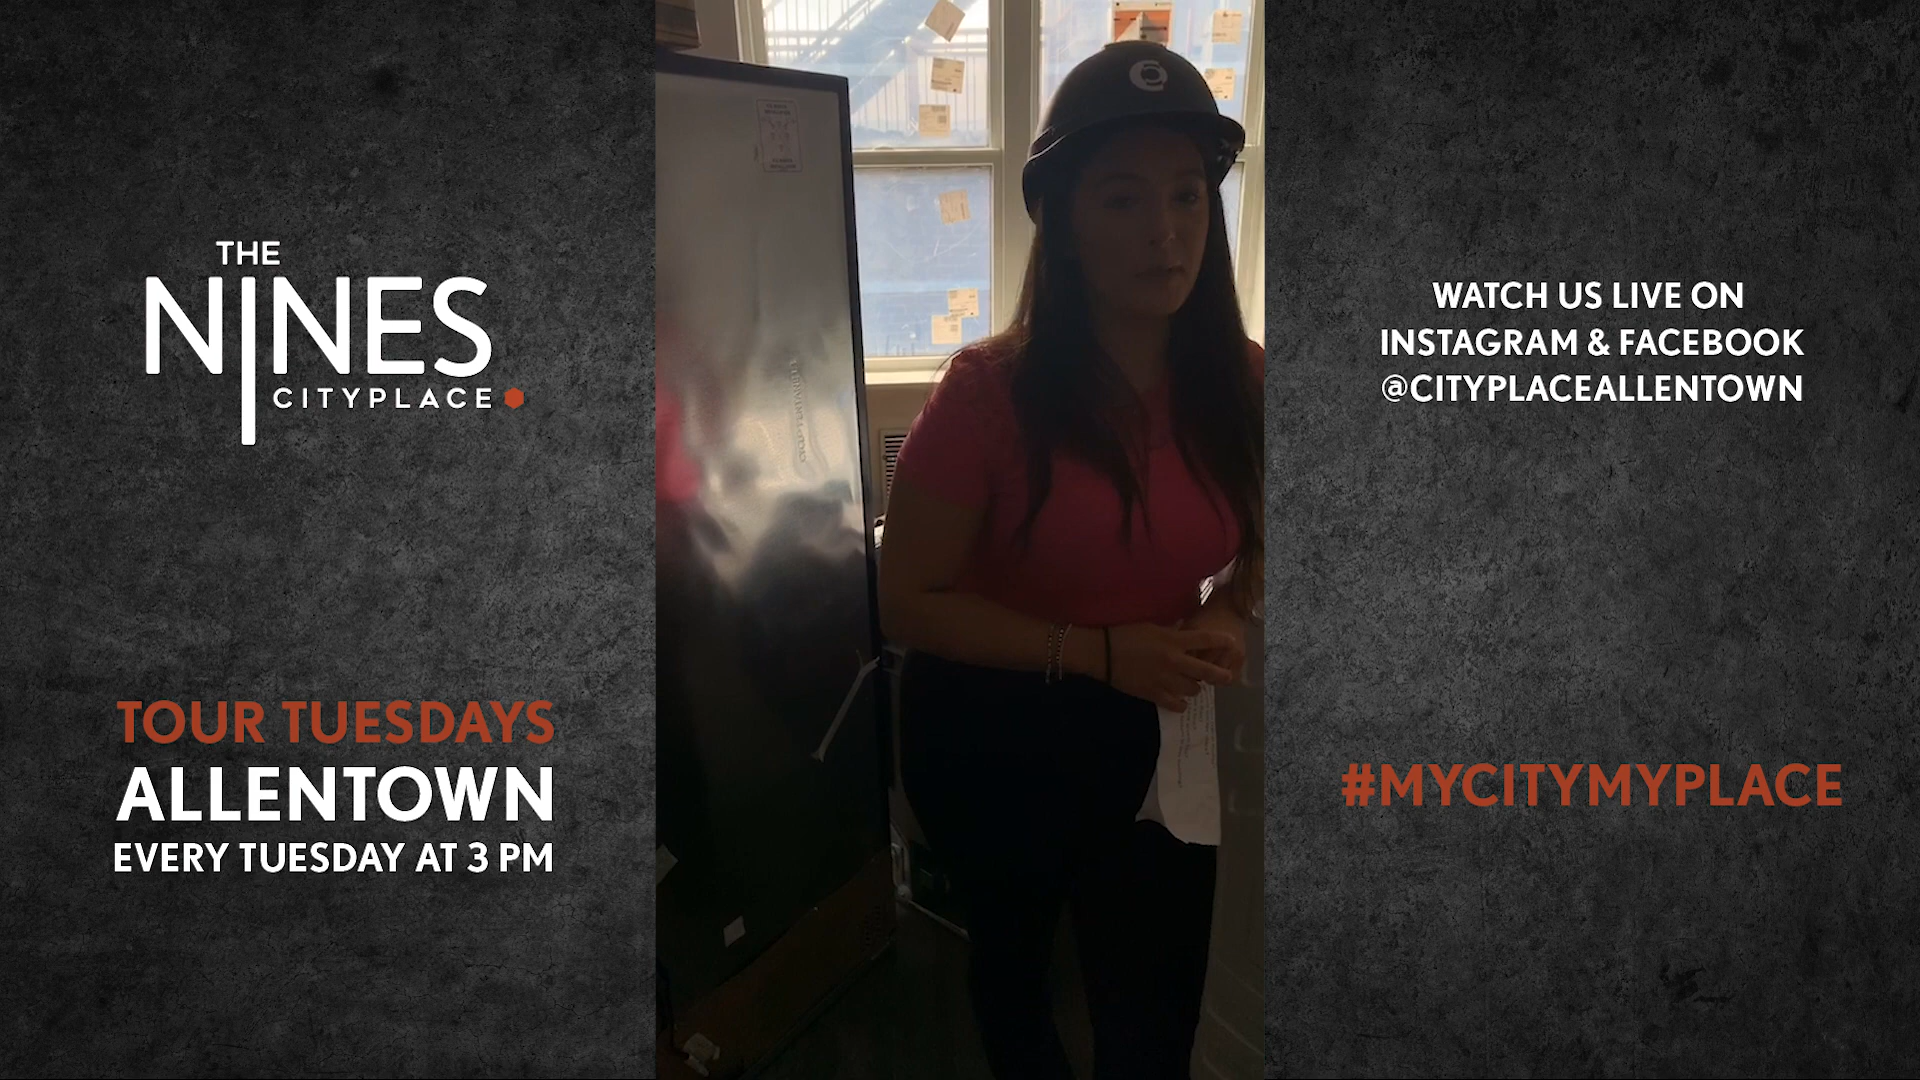 THE
NINES
CITYPLACE
TOUR TUESDAYS
ALLENTOWN
EVERY TUESDAY AT 3 PM
WATCH US LIVE ON
INSTAGRAM & FACEBOOK
@CITYPLACEALLENTOWN
#MYCITYMYPLACE